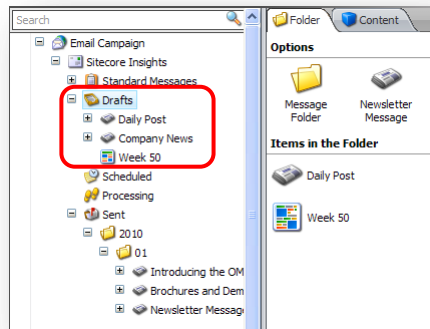 Search
Email Campaign
Sitecore Insights
Standard Messages
Drafts
Daily Post
Company News
Week 50
Scheduled
Processing
Sent
2010
01
Introducing the OM
Brochures and Dem
Newsletter Messag
Folder
Content
Options
Message Folder
Newsletter Message
Items in the Folder
Daily Post
Week 50